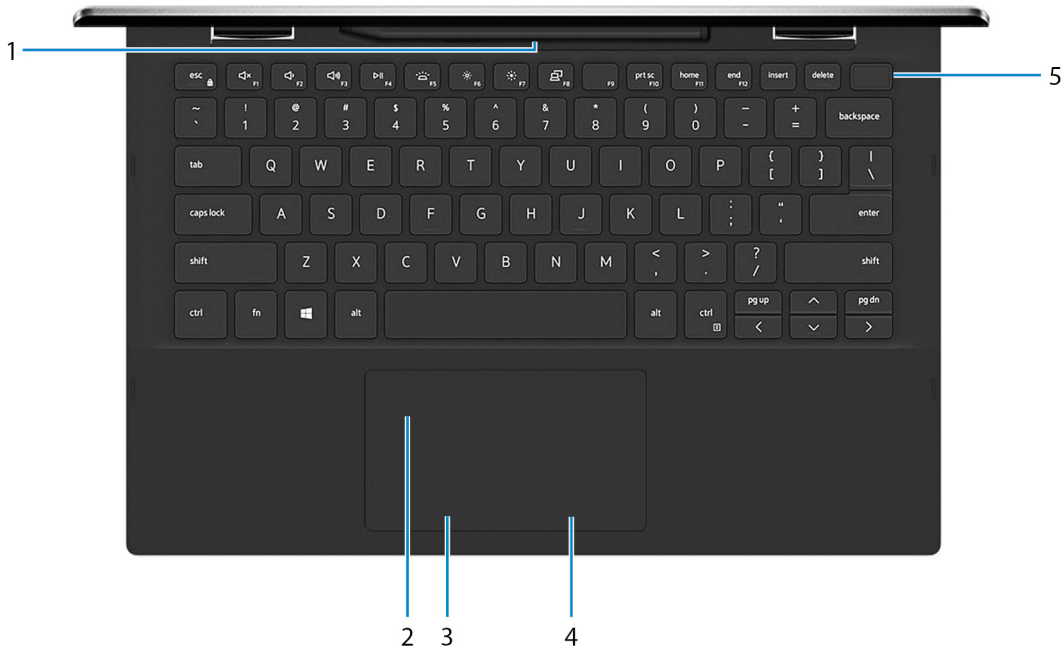 1
esc F1 F2 F3 F4 F5 F6 F7 F8 F9 prt sc F10 home F11 end F12 insert delete
5
~ ! @ # $ % ^ & * ( ) — +
` 1 2 3 4 5 6 7 8 9 0 - = backspace
tab Q W E R T Y U I O P { } |
[ ] \
caps lock A S D F G H J K L : “ enter
; '
shift Z X C V B N M < > ? shift
, . /
ctrl fn alt alt ctrl pg up ^ pg dn
< v >
2 3 4